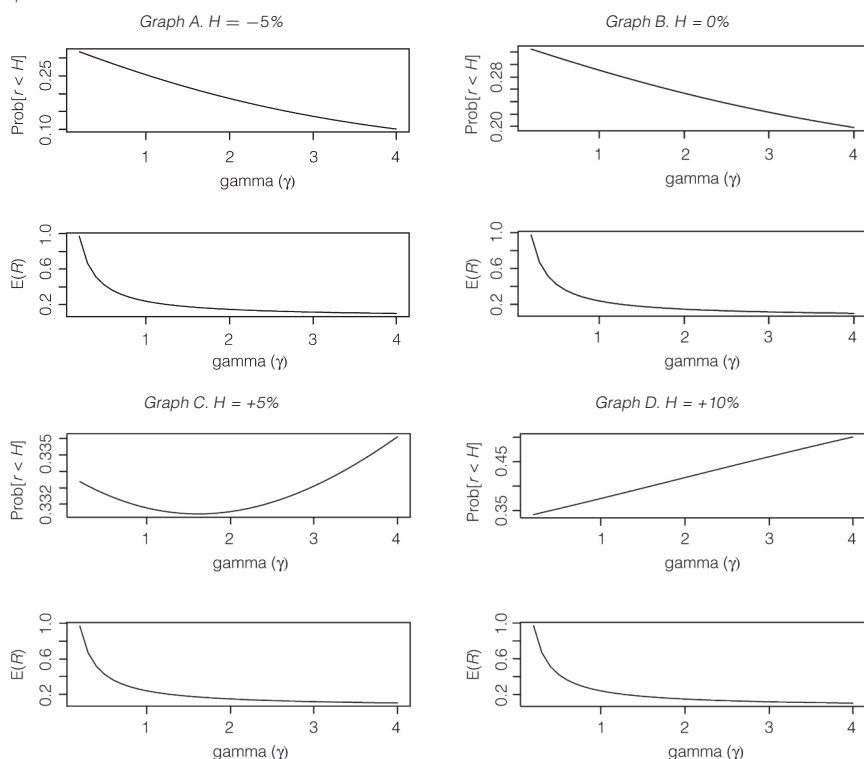 Graph A. H = −5%
Prob[r < H]
0.25
0.10
1 2 3 4
gamma (γ)
E(R)
1.0
0.6
0.2
1 2 3 4
gamma (γ)
Graph B. H = 0%
Prob[r < H]
0.28
0.20
1 2 3 4
gamma (γ)
E(R)
1.0
0.6
0.2
1 2 3 4
gamma (γ)
Graph C. H = +5%
Prob[r < H]
0.335
0.332
1 2 3 4
gamma (γ)
E(R)
1.0
0.6
0.2
1 2 3 4
gamma (γ)
Graph D. H = +10%
Prob[r < H]
0.45
0.35
1 2 3 4
gamma (γ)
E(R)
1.0
0.6
0.2
1 2 3 4
gamma (γ)